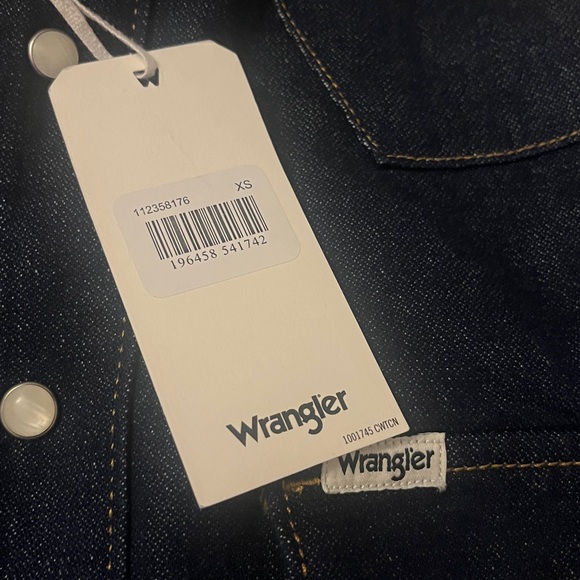 112358176 XS
196458 541742
Wrangler
1001745 CWTCN
Wrangler